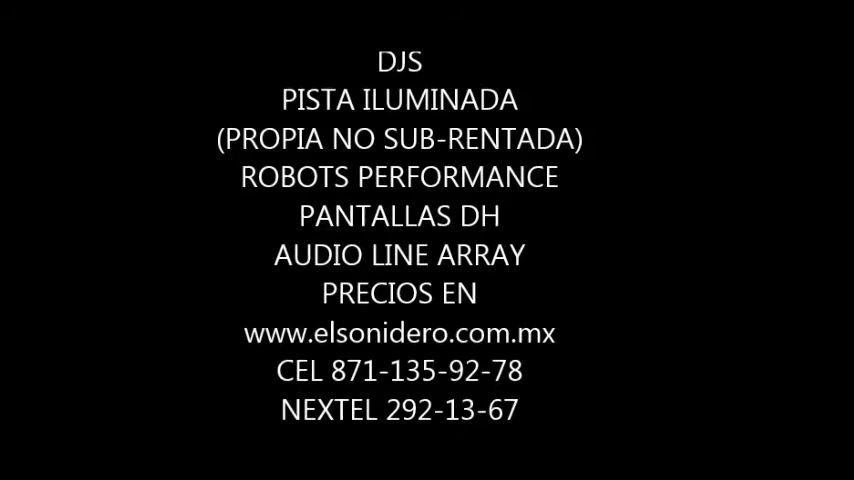 DJS
PISTA ILUMINADA
(PROPIA NO SUB-RENTADA)
ROBOTS PERFORMANCE
PANTALLAS DH
AUDIO LINE ARRAY
PRECIOS EN
www.elsonidero.com.mx
CEL 871-135-92-78
NEXTEL 292-13-67